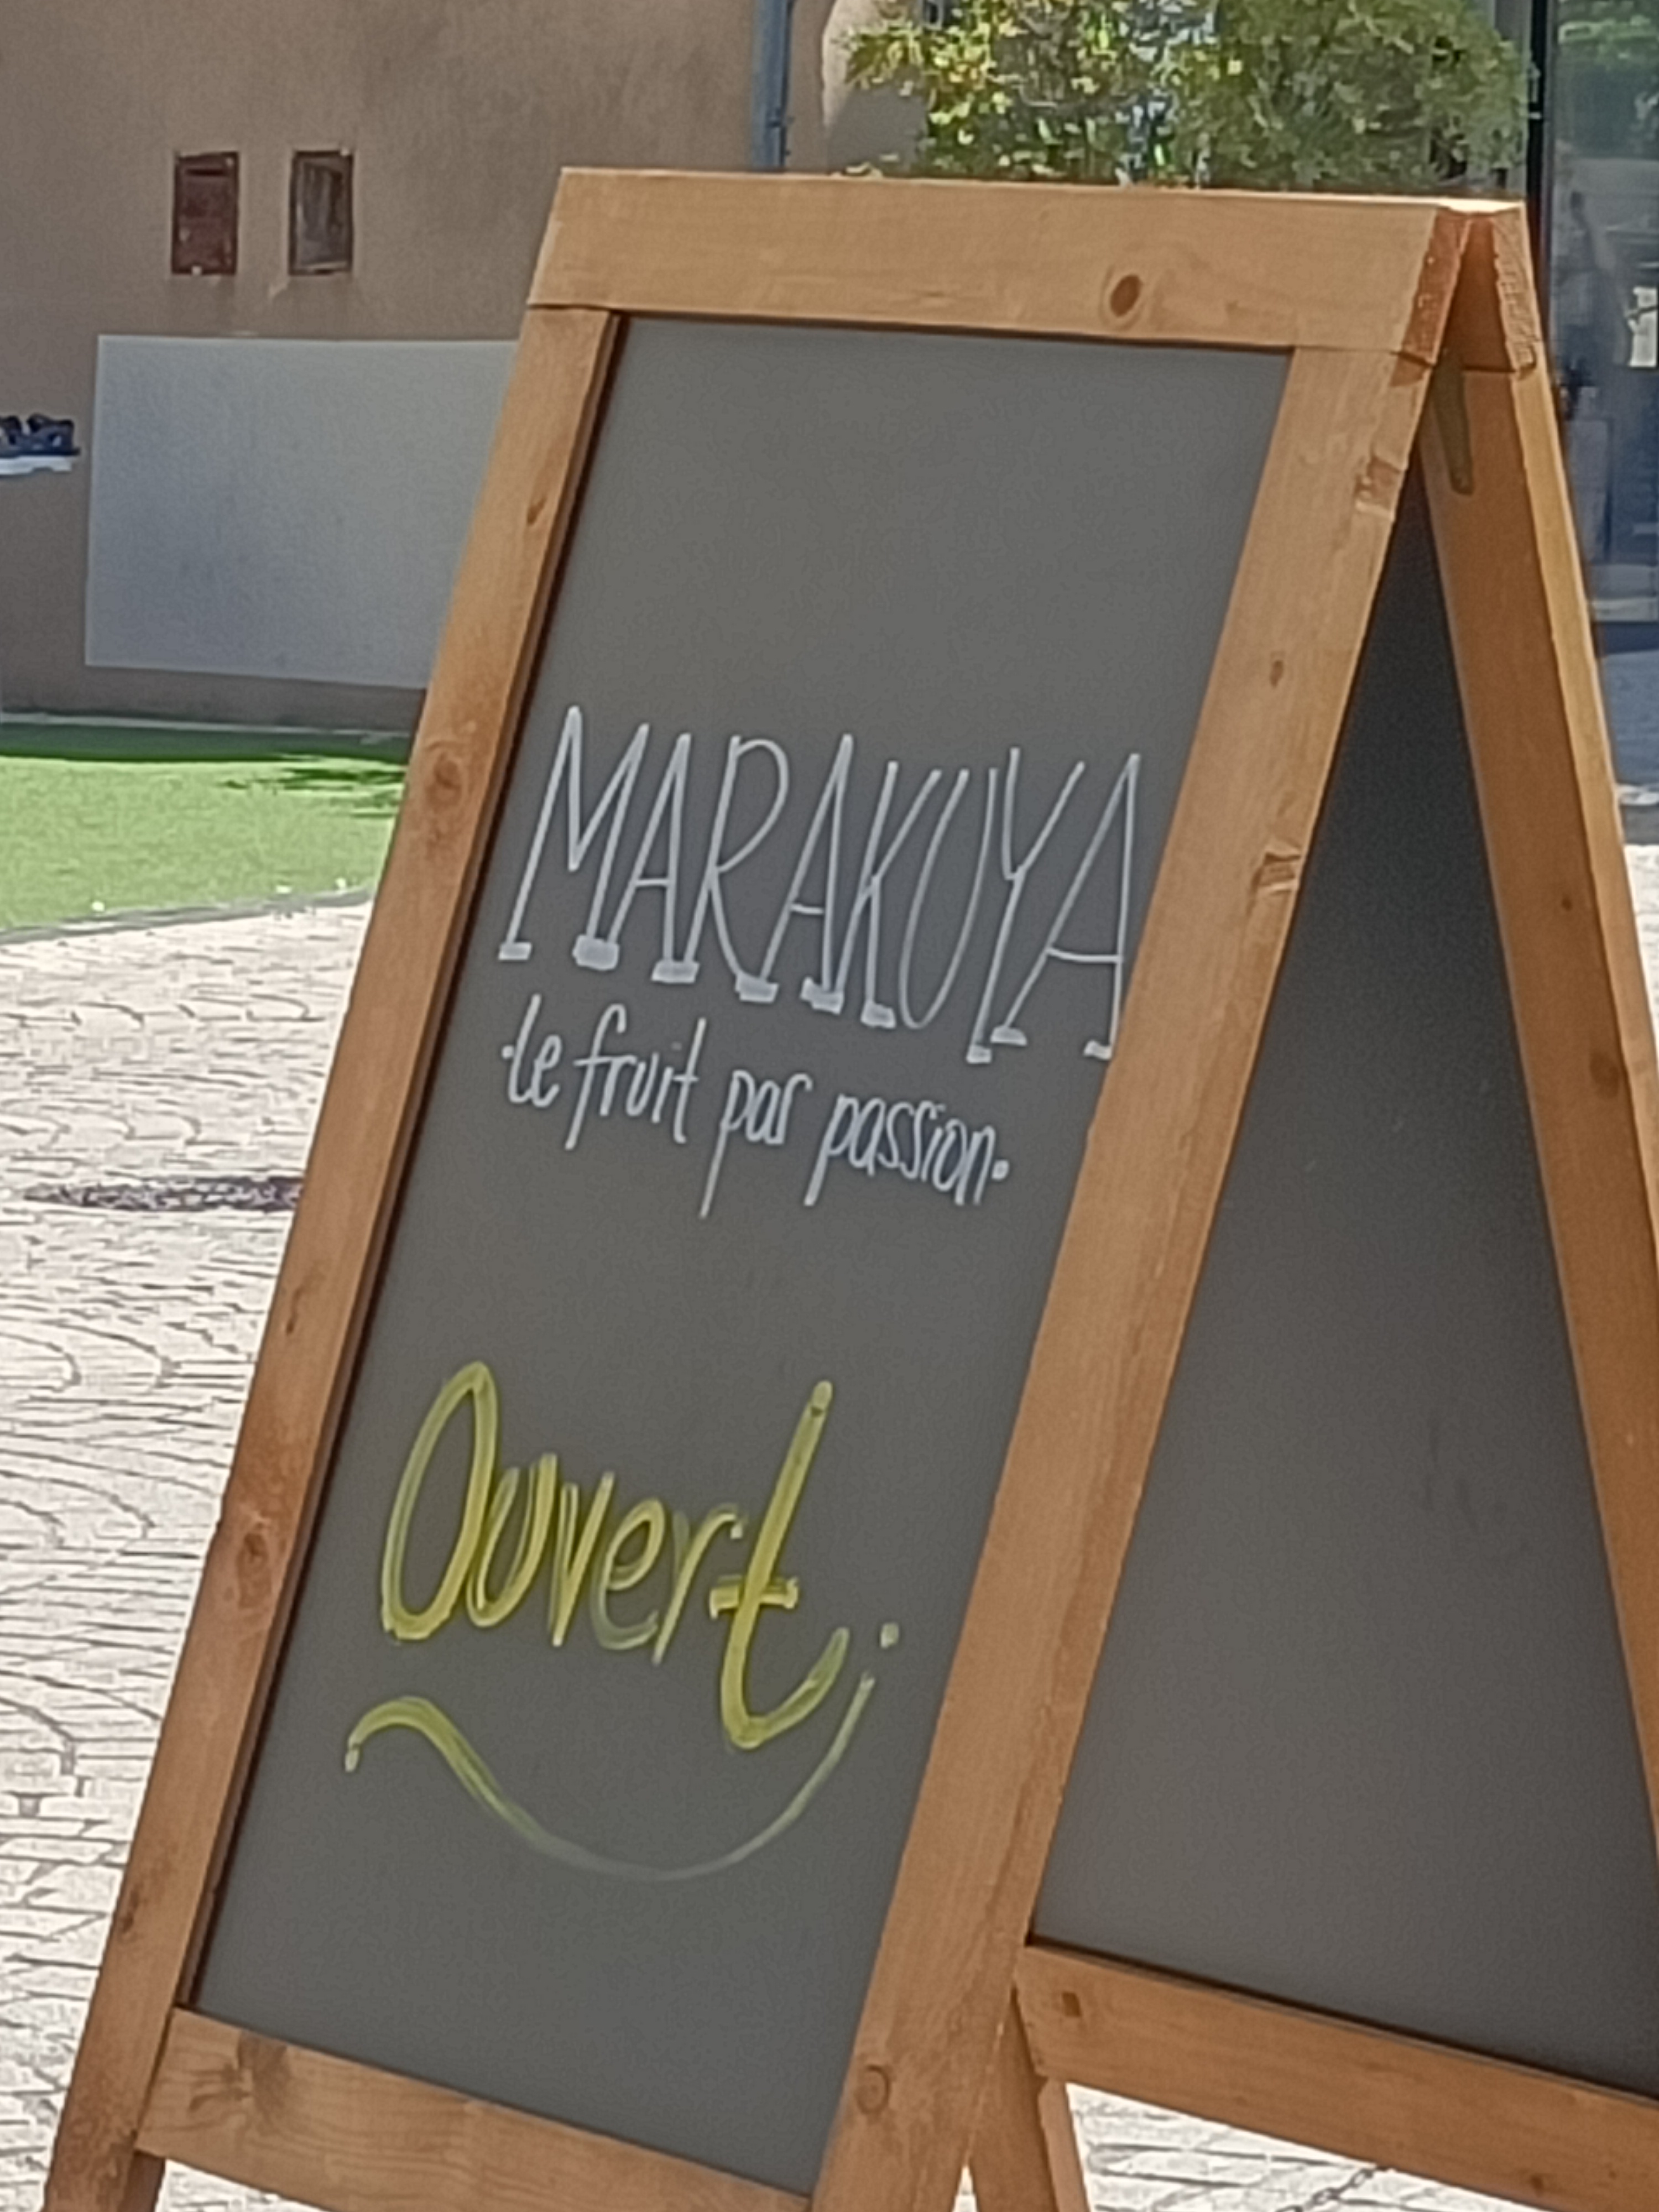 MARAKUYA
·le fruit par passion·
Ouvert